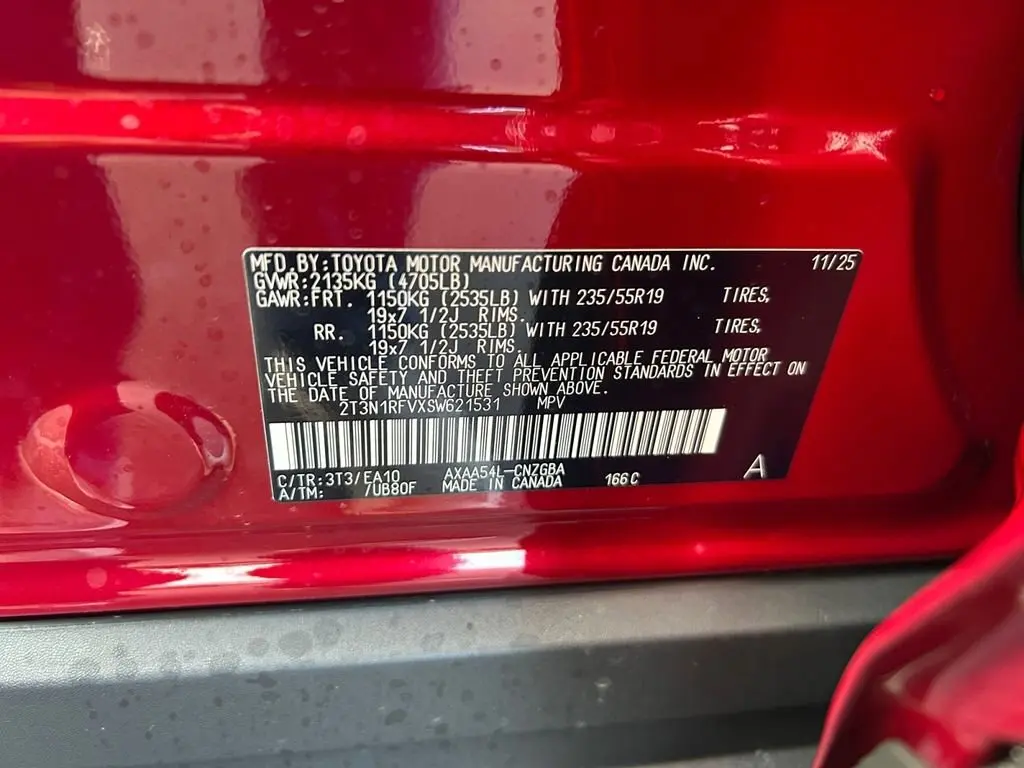 MFD.BY:TOYOTA MOTOR MANUFACTURING CANADA INC. 11/25
GVWR:2135KG (4705LB)
GAWR:FRT. 1150KG (2535LB) WITH 235/55R19 TIRES,
19x7 1/2J RIMS.
RR. 1150KG (2535LB) WITH 235/55R19 TIRES,
19x7 1/2J RIMS.
THIS VEHICLE CONFORMS TO ALL APPLICABLE FEDERAL MOTOR
VEHICLE SAFETY AND THEFT PREVENTION STANDARDS IN EFFECT ON
THE DATE OF MANUFACTURE SHOWN ABOVE.
2T3N1RFVXSW621531 MPV
C/TR:3T3/EA10 AXAA54L-CNZGBA 166C A
A/TM: /UB80F MADE IN CANADA